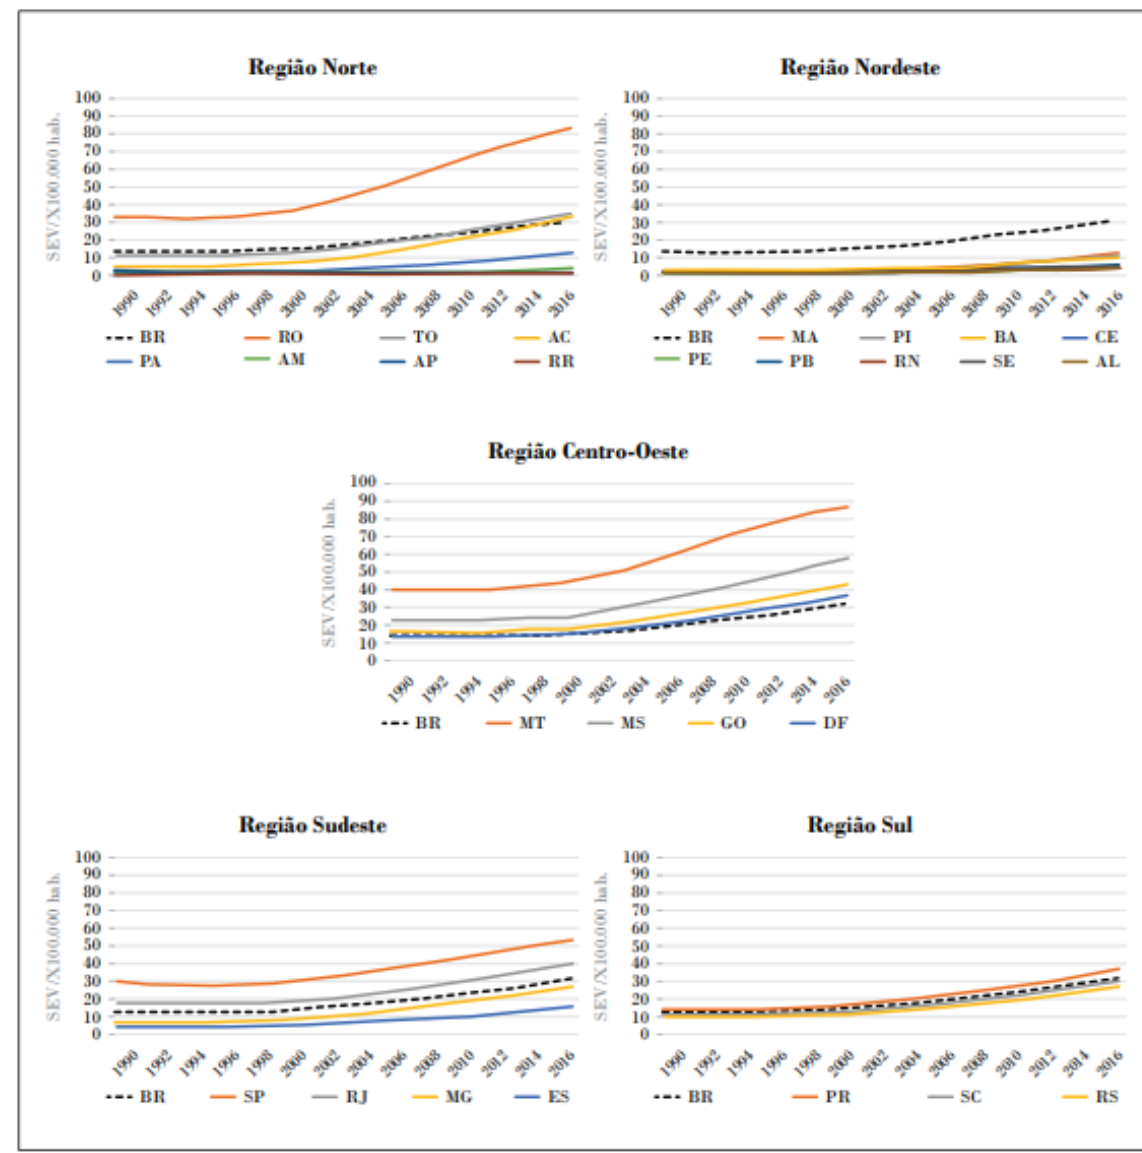 Região Norte
SEV/X100.000 hab.
100
90
80
70
60
50
40
30
20
10
0
1990 1992 1994 1996 1998 2000 2002 2004 2006 2008 2010 2012 2014 2016
BR RO TO AC
PA AM AP RR
Região Nordeste
SEV/X100.000 hab.
100
90
80
70
60
50
40
30
20
10
0
1990 1992 1994 1996 1998 2000 2002 2004 2006 2008 2010 2012 2014 2016
BR MA PI BA CE
PE PB RN SE AL
Região Centro-Oeste
SEV/X100.000 hab.
100
90
80
70
60
50
40
30
20
10
0
1990 1992 1994 1996 1998 2000 2002 2004 2006 2008 2010 2012 2014 2016
BR MT MS GO DF
Região Sudeste
SEV/X100.000 hab.
100
90
80
70
60
50
40
30
20
10
0
1990 1992 1994 1996 1998 2000 2002 2004 2006 2008 2010 2012 2014 2016
BR SP RJ MG ES
Região Sul
SEV/X100.000 hab.
100
90
80
70
60
50
40
30
20
10
0
1990 1992 1994 1996 1998 2000 2002 2004 2006 2008 2010 2012 2014 2016
BR PR SC RS